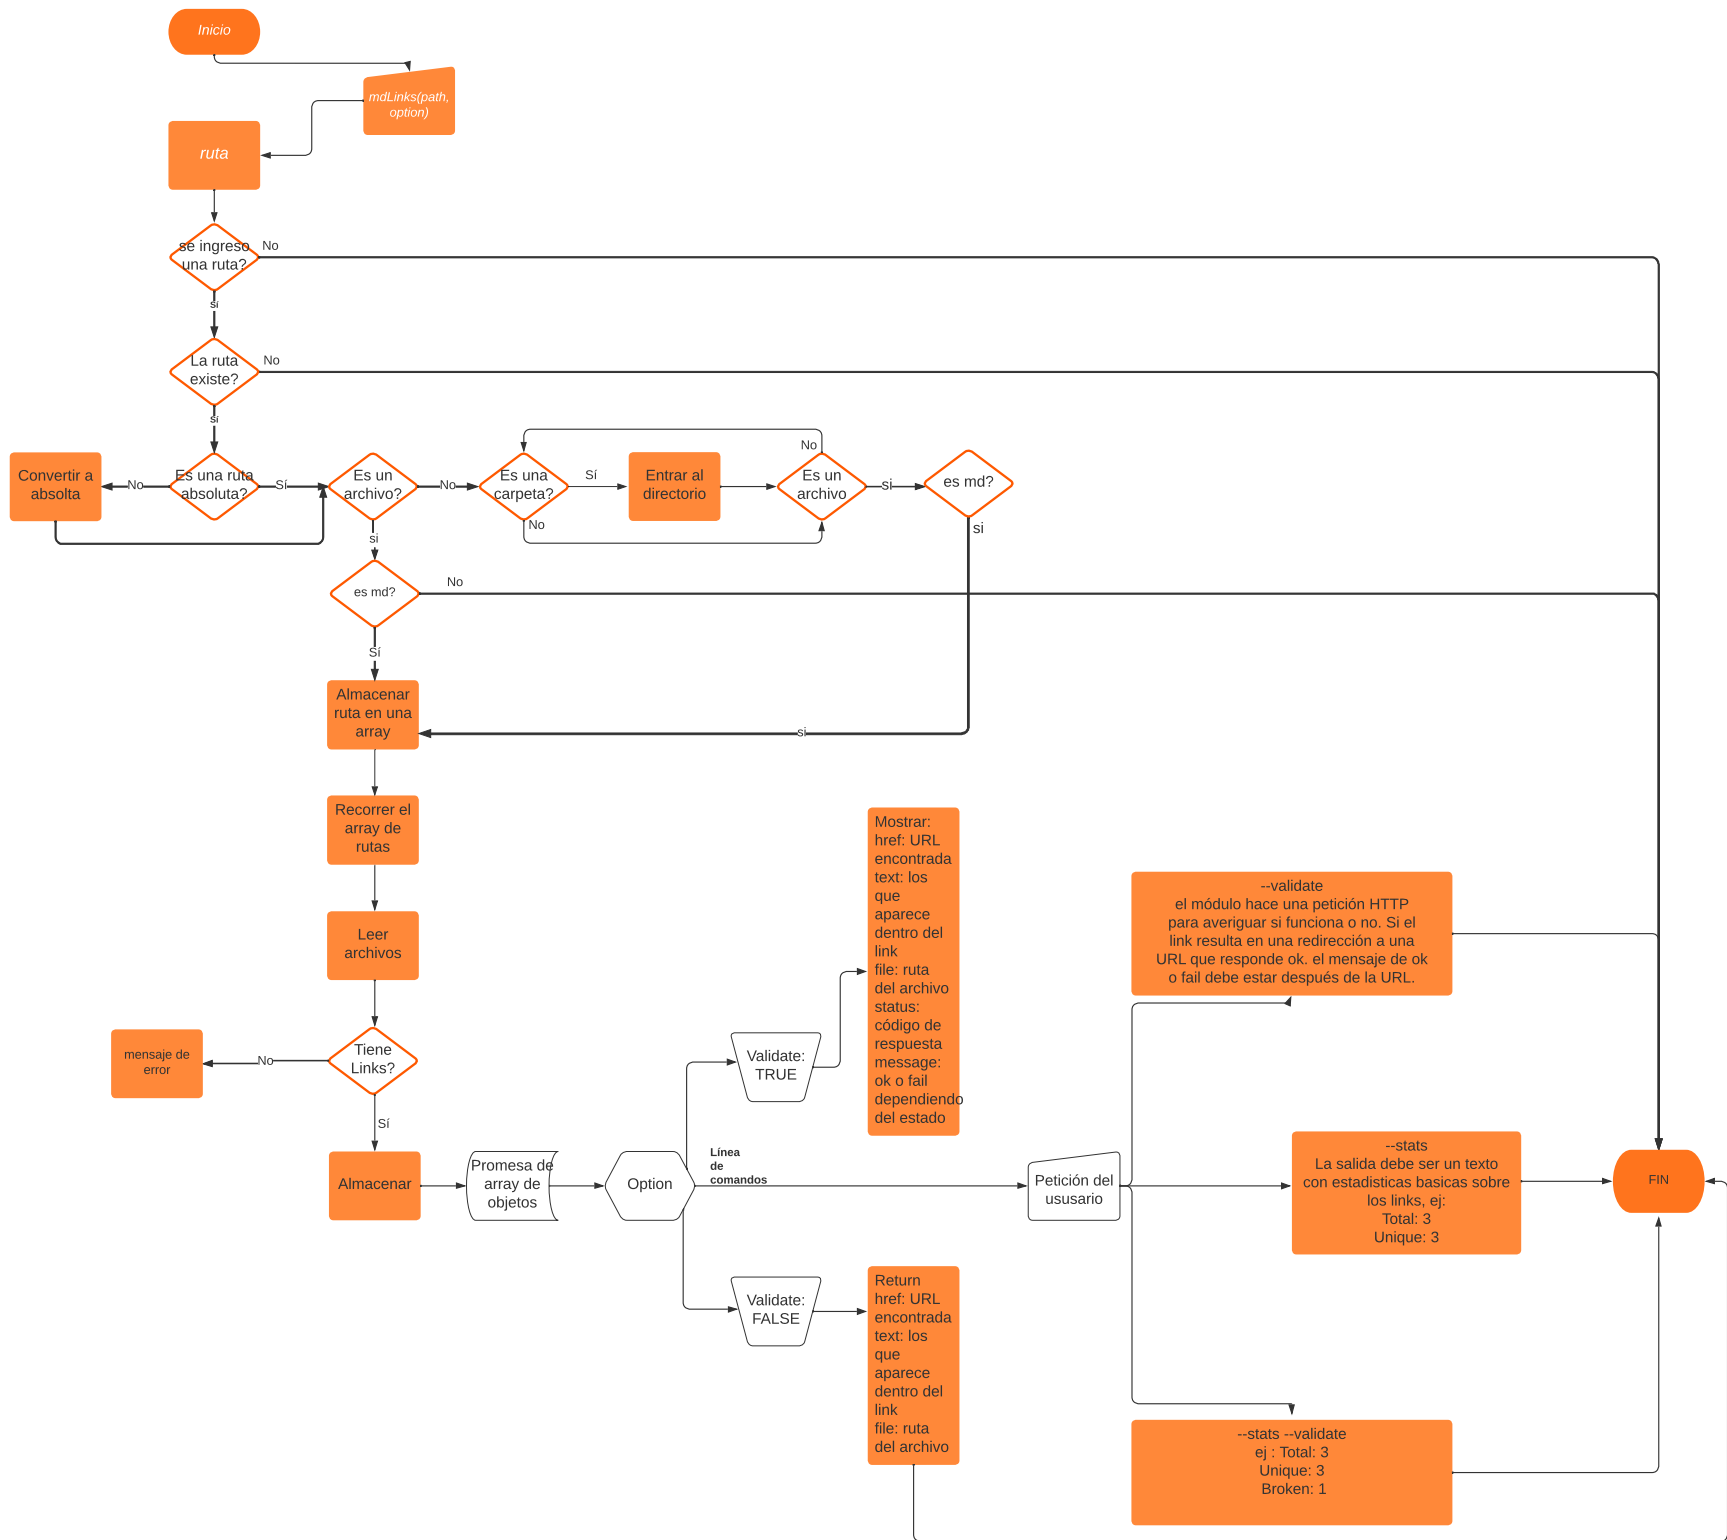 Inicio
mdLinks(path,
option)
ruta
se ingreso
una ruta?
No
sí
La ruta
existe?
No
sí
Convertir a
absolta
No
Es una ruta
absoluta?
Sí
Es un
archivo?
No
Es una
carpeta?
Sí
No
Entrar al
directorio
No
Es un
archivo
si
es md?
si
si
es md?
No
Sí
Almacenar
ruta en una
array
si
Recorrer el
array de
rutas
Leer
archivos
Tiene
Links?
No
mensaje de
error
Sí
Almacenar
Promesa de
array de
objetos
Option
Línea
de
comandos
Validate:
TRUE
Mostrar:
href: URL
encontrada
text: los
que
aparece
dentro del
link
file: ruta
del archivo
status:
código de
respuesta
message:
ok o fail
dependiendo
del estado
Validate:
FALSE
Return
href: URL
encontrada
text: los
que
aparece
dentro del
link
file: ruta
del archivo
Petición del
ususario
--validate
el módulo hace una petición HTTP
para averiguar si funciona o no. Si el
link resulta en una redirección a una
URL que responde ok. el mensaje de ok
o fail debe estar después de la URL.
--stats
La salida debe ser un texto
con estadisticas basicas sobre
los links, ej:
Total: 3
Unique: 3
--stats --validate
ej : Total: 3
Unique: 3
Broken: 1
FIN